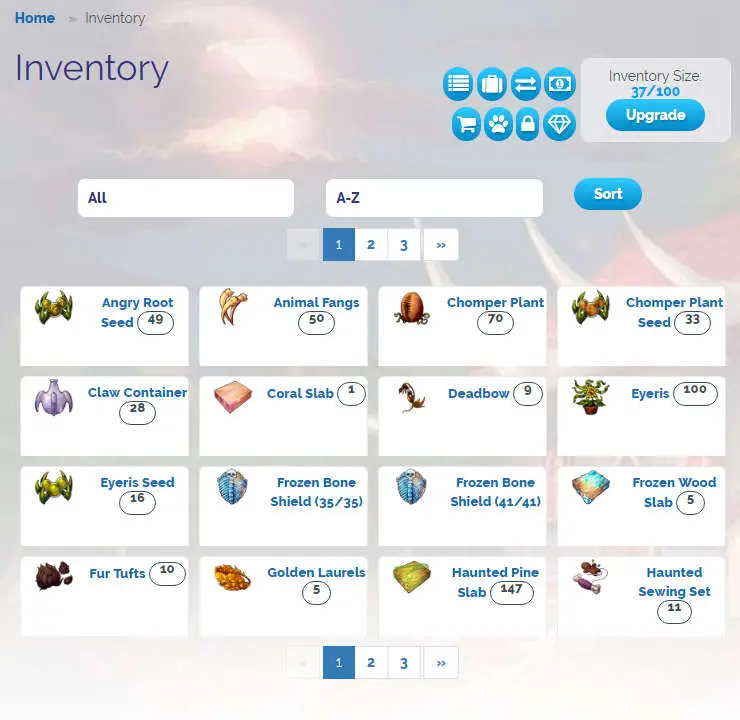 Home » Inventory
Inventory
Inventory Size:
37/100
Upgrade
All
A-Z
Sort
« 1 2 3 »
Angry Root
Seed 49
Animal Fangs
50
Chomper Plant
70
Chomper Plant
Seed 33
Claw Container
28
Coral Slab 1
Deadbow 9
Eyeris 100
Eyeris Seed
16
Frozen Bone
Shield (35/35)
Frozen Bone
Shield (41/41)
Frozen Wood
Slab 5
Fur Tufts 10
Golden Laurels
5
Haunted Pine
Slab 147
Haunted
Sewing Set
11
« 1 2 3 »